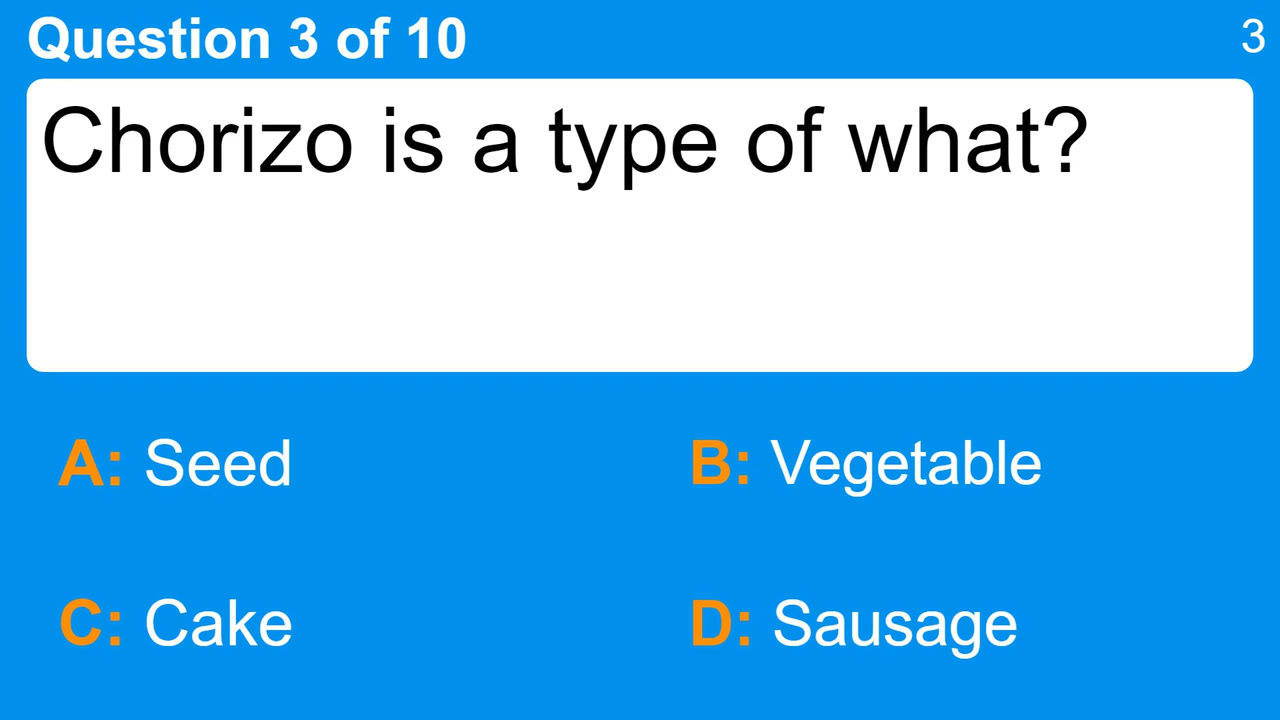 Question 3 of 10
3
Chorizo is a type of what?
A: Seed
B: Vegetable
C: Cake
D: Sausage